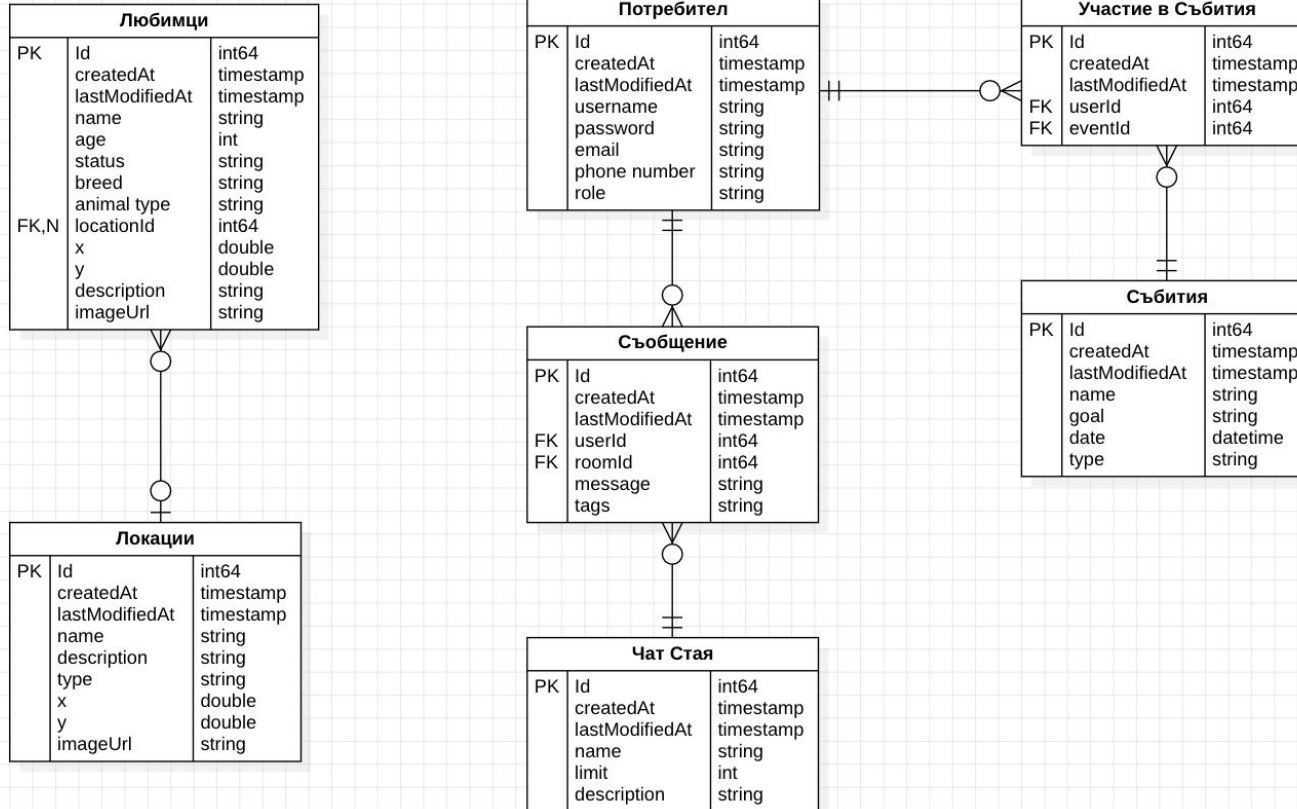 Любимци
PK Id int64
createdAt timestamp
lastModifiedAt timestamp
name string
age int
status string
breed string
animal type string
FK,N locationId int64
x double
y double
description string
imageUrl string
Локации
PK Id int64
createdAt timestamp
lastModifiedAt timestamp
name string
description string
type string
x double
y double
imageUrl string
Потребител
PK Id int64
createdAt timestamp
lastModifiedAt timestamp
username string
password string
email string
phone number string
role string
Съобщение
PK Id int64
createdAt timestamp
lastModifiedAt timestamp
FK userId int64
FK roomId int64
message string
tags string
Чат Стая
PK Id int64
createdAt timestamp
lastModifiedAt timestamp
name string
limit int
description string
Участие в Събития
PK Id int64
createdAt timestamp
lastModifiedAt timestamp
FK userId int64
FK eventId int64
Събития
PK Id int64
createdAt timestamp
lastModifiedAt timestamp
name string
goal string
date datetime
type string